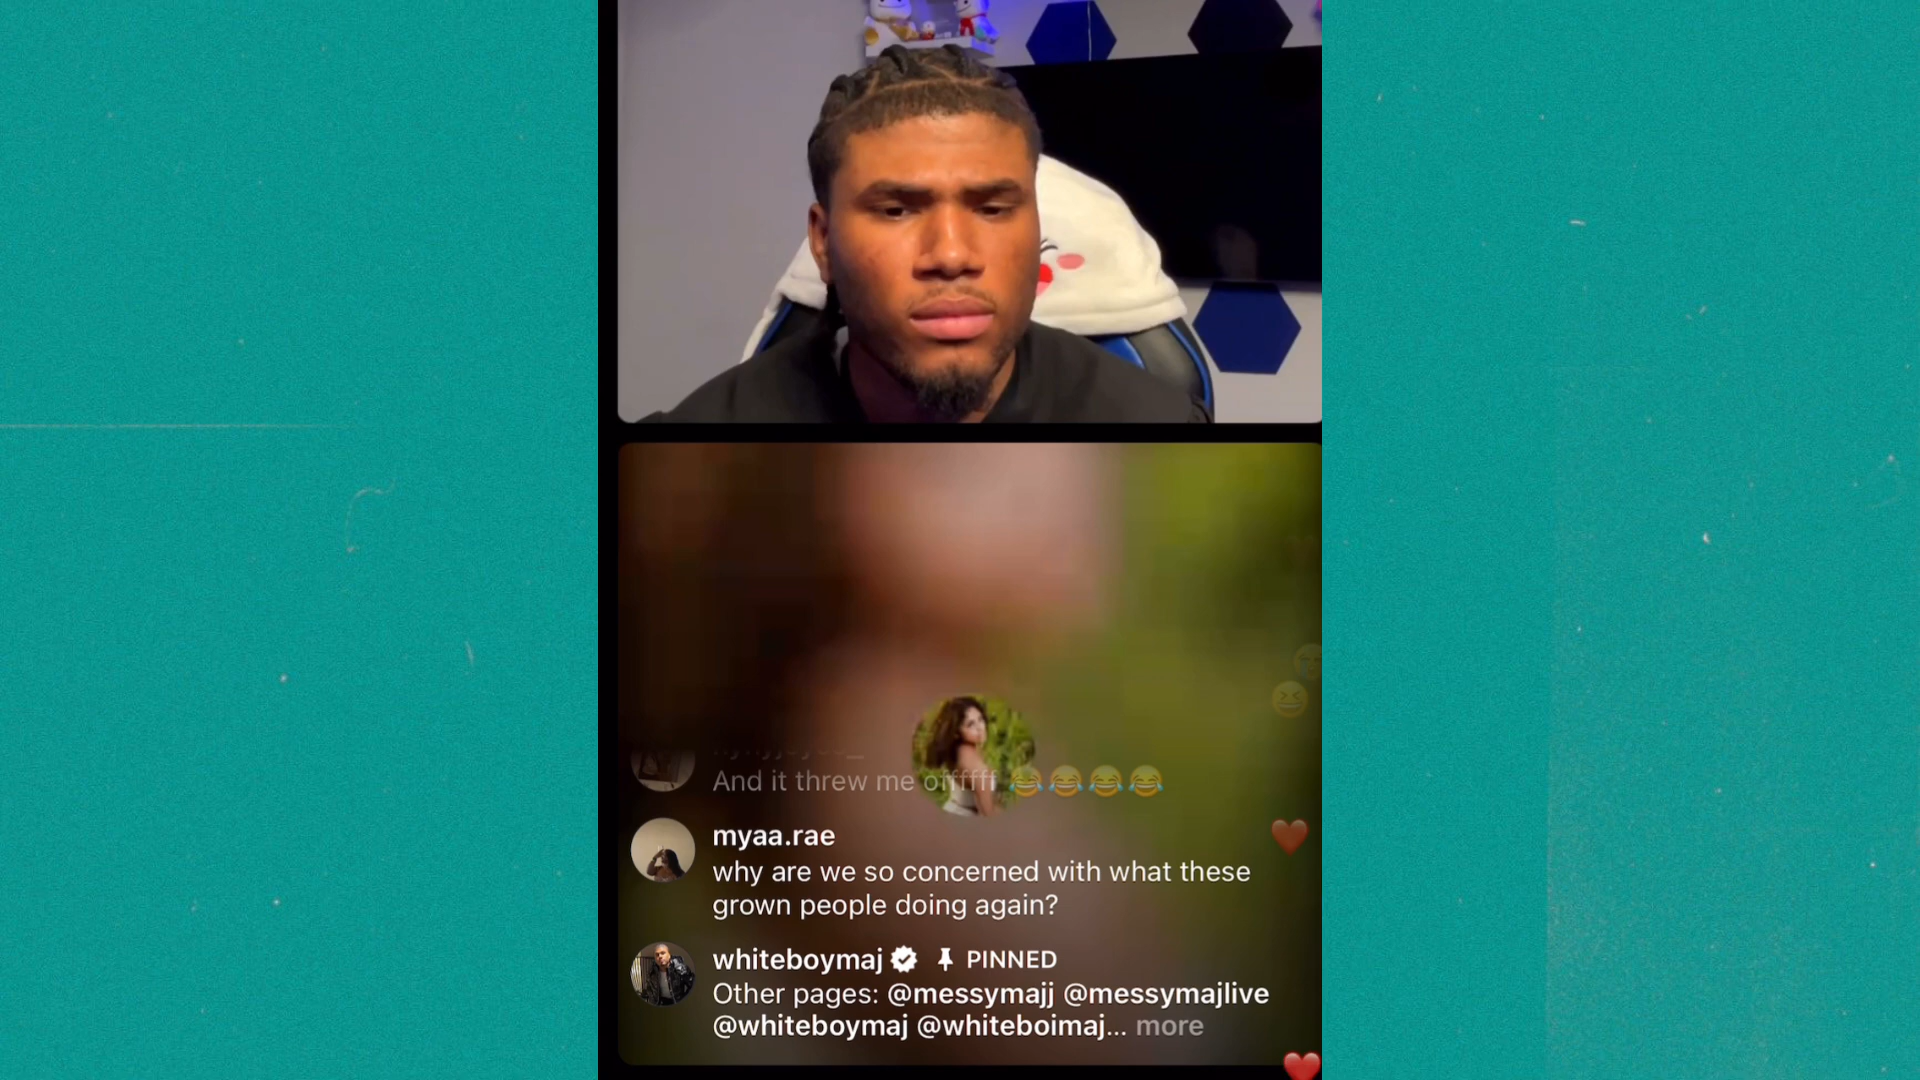 And it threw me offffff 😂😂😂😂
myaa.rae
why are we so concerned with what these
grown people doing again?
whiteboymaj PINNED
Other pages: @messymajj @messymajlive
@whiteboymaj @whiteboimaj... more